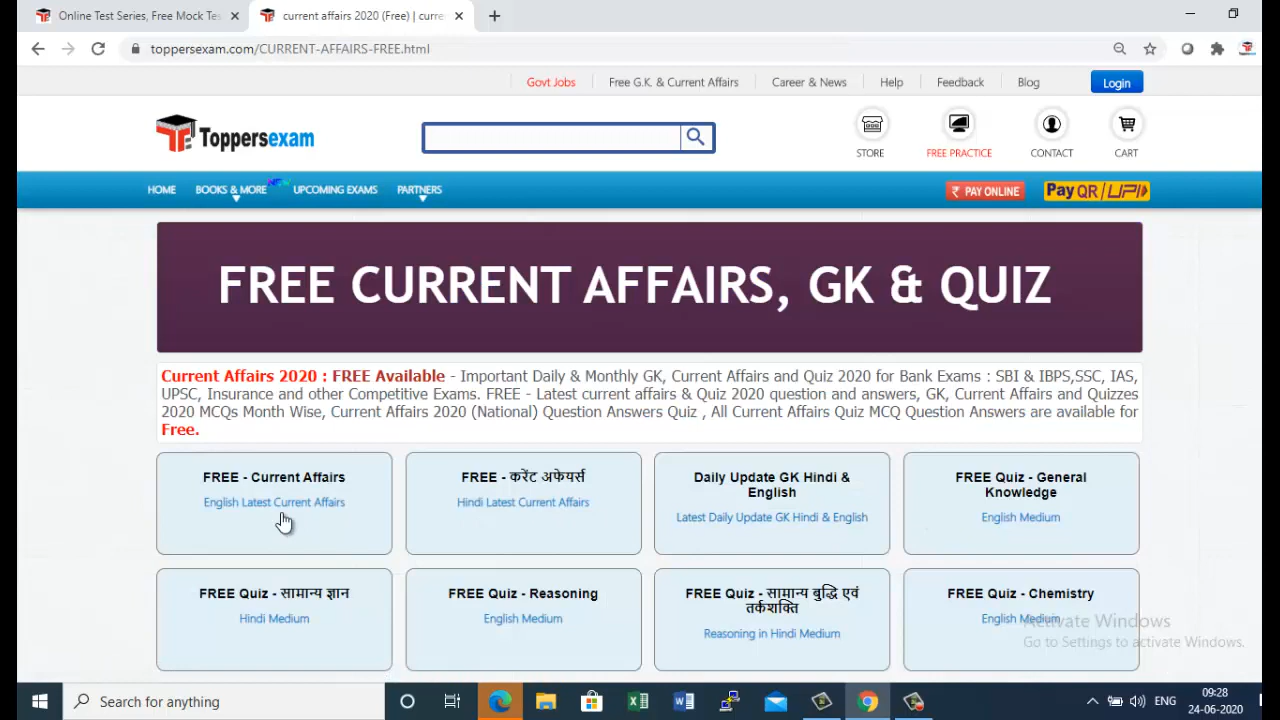 Online Test Series, Free Mock Tes
current affairs 2020 (Free) | curre
toppersexam.com/CURRENT-AFFAIRS-FREE.html
Govt Jobs
Free G.K. & Current Affairs
Career & News
Help
Feedback
Blog
Login
Toppersexam
STORE
FREE PRACTICE
CONTACT
CART
HOME
BOOKS & MORE
NEW
UPCOMING EXAMS
PARTNERS
₹ PAY ONLINE
Pay QR / UPI
FREE CURRENT AFFAIRS, GK & QUIZ
Current Affairs 2020 : FREE Available - Important Daily & Monthly GK, Current Affairs and Quiz 2020 for Bank Exams : SBI & IBPS,SSC, IAS,
UPSC, Insurance and other Competitive Exams. FREE - Latest current affairs & Quiz 2020 question and answers, GK, Current Affairs and Quizzes
2020 MCQs Month Wise, Current Affairs 2020 (National) Question Answers Quiz , All Current Affairs Quiz MCQ Question Answers are available for
Free.
FREE - Current Affairs
English Latest Current Affairs
FREE - करेंट अफेयर्स
Hindi Latest Current Affairs
Daily Update GK Hindi &
English
Latest Daily Update GK Hindi & English
FREE Quiz - General
Knowledge
English Medium
FREE Quiz - सामान्य ज्ञान
Hindi Medium
FREE Quiz - Reasoning
English Medium
FREE Quiz - सामान्य बुद्धि एवं
तर्कशक्ति
Reasoning in Hindi Medium
FREE Quiz - Chemistry
English Medium
Activate Windows
Go to Settings to activate Windows.
Search for anything
ENG
09:28
24-06-2020